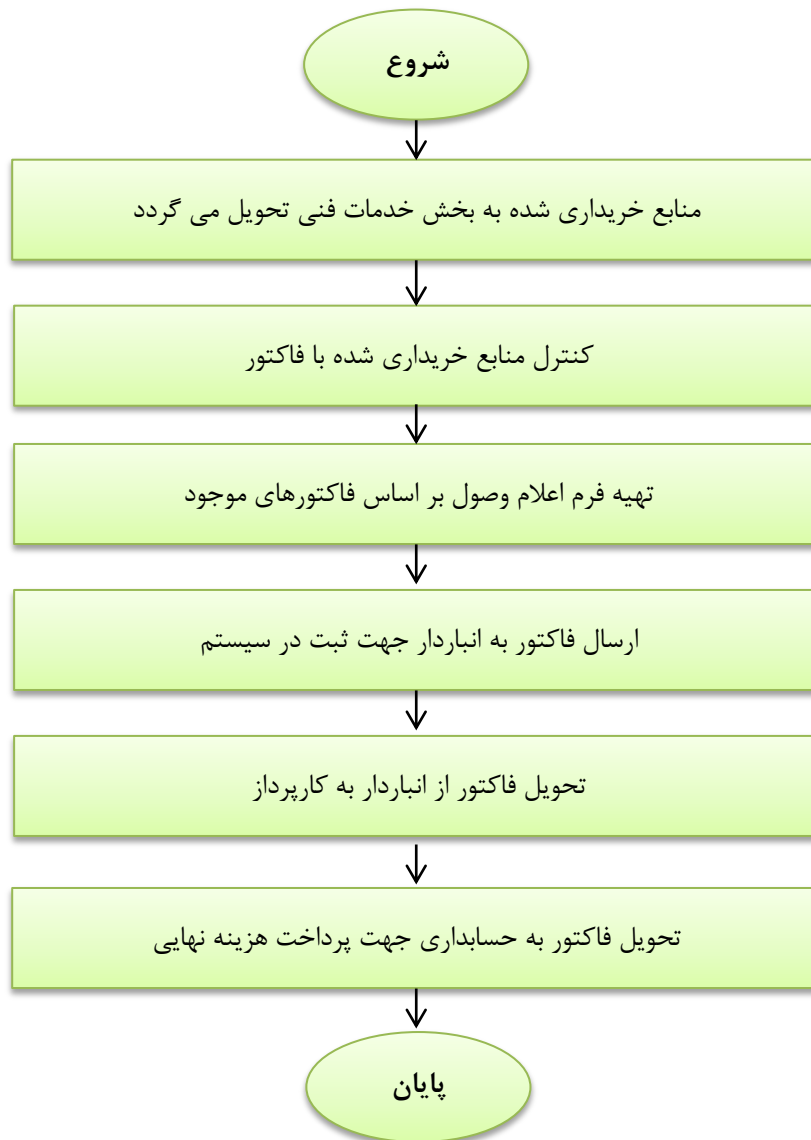 شروع
منابع خریداری شده به بخش خدمات فنی تحویل می گردد
کنترل منابع خریداری شده با فاکتور
تهیه فرم اعلام وصول بر اساس فاکتورهای موجود
ارسال فاکتور به انباردار جهت ثبت در سیستم
تحویل فاکتور از انباردار به کارپرداز
تحویل فاکتور به حسابداری جهت پرداخت هزینه نهایی
پایان